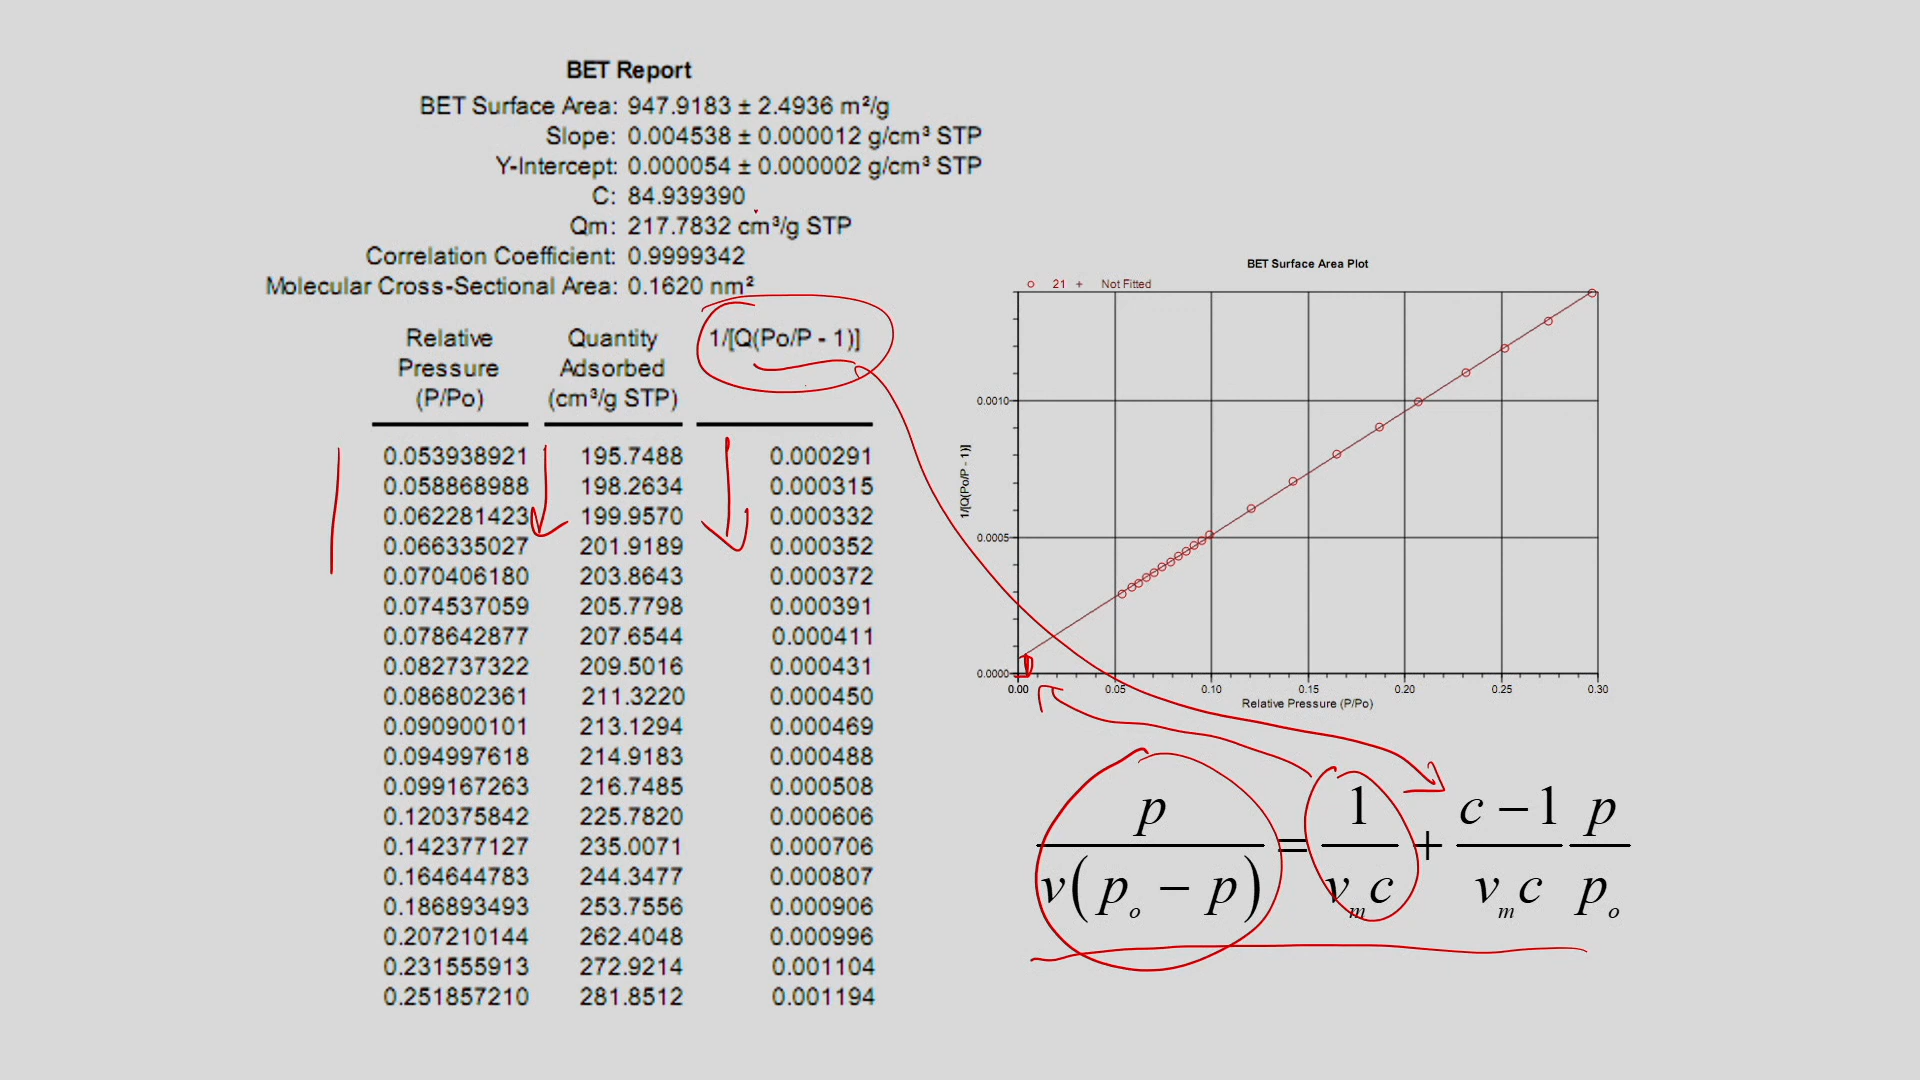 BET Report
BET Surface Area: 947.9183 ± 2.4936 m²/g
Slope: 0.004538 ± 0.000012 g/cm³ STP
Y-Intercept: 0.000054 ± 0.000002 g/cm³ STP
C: 84.939390
Qm: 217.7832 cm³/g STP
Correlation Coefficient: 0.9999342
Molecular Cross-Sectional Area: 0.1620 nm²
Relative Pressure (P/Po) Quantity Adsorbed (cm³/g STP) 1/[Q(Po/P - 1)]
0.053938921 195.7488 0.000291
0.058868988 198.2634 0.000315
0.062281423 199.9570 0.000332
0.066335027 201.9189 0.000352
0.070406180 203.8643 0.000372
0.074537059 205.7798 0.000391
0.078642877 207.6544 0.000411
0.082737322 209.5016 0.000431
0.086802361 211.3220 0.000450
0.090900101 213.1294 0.000469
0.094997618 214.9183 0.000488
0.099167263 216.7485 0.000508
0.120375842 225.7820 0.000606
0.142377127 235.0071 0.000706
0.164644783 244.3477 0.000807
0.186893493 253.7556 0.000906
0.207210144 262.4048 0.000996
0.231555913 272.9214 0.001104
0.251857210 281.8512 0.001194
BET Surface Area Plot
21 + Not Fitted
1/[Q(Po/P - 1)]
0.0010
0.0005
0.0000
0.00 0.05 0.10 0.15 0.20 0.25 0.30
Relative Pressure (P/Po)
p/(v(p₀ − p)) = 1/(vₘc) + (c − 1)/(vₘc) p/p₀